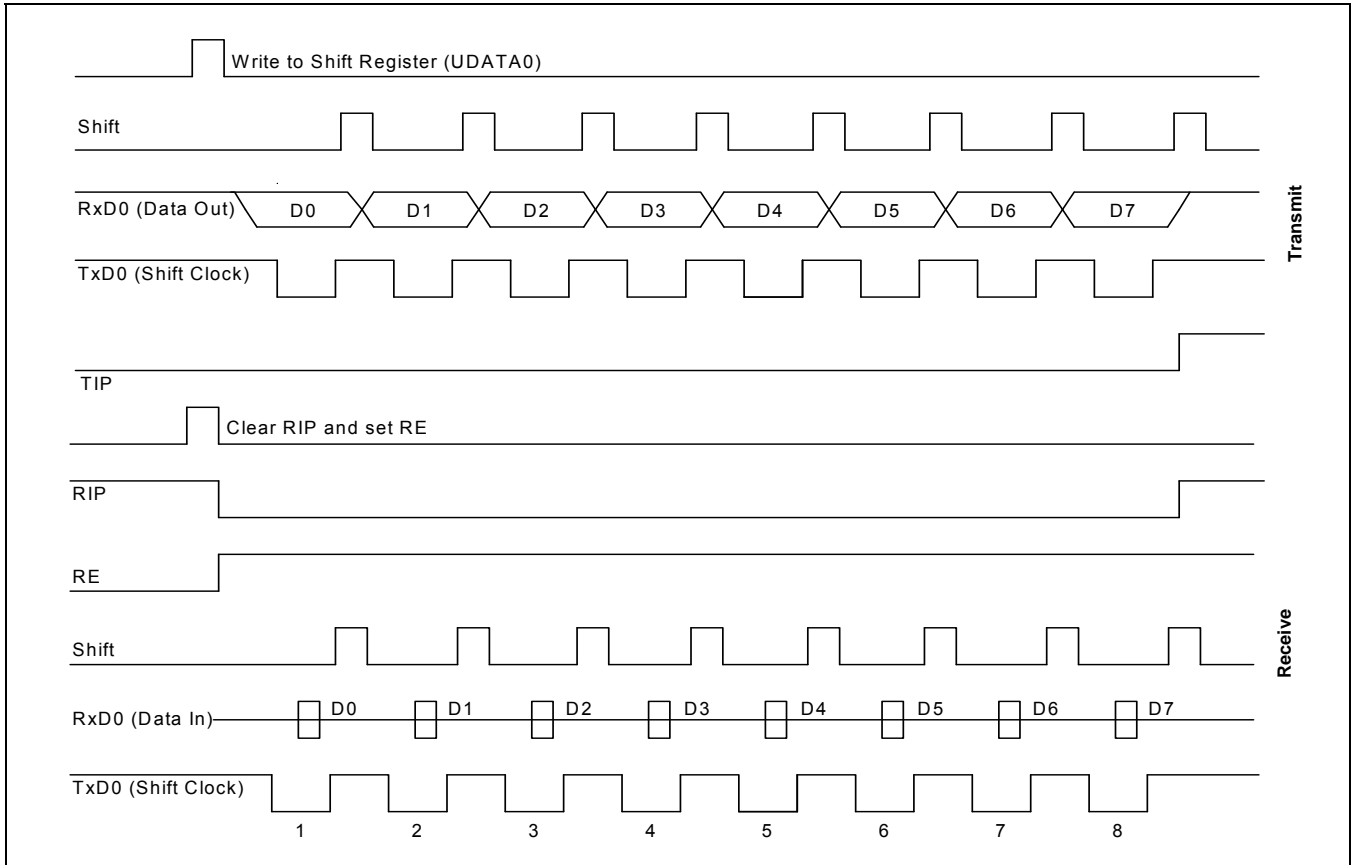 Write to Shift Register (UDATA0)
Shift
RxD0 (Data Out) D0 D1 D2 D3 D4 D5 D6 D7
TxD0 (Shift Clock)
TIP
Transmit
Clear RIP and set RE
RIP
RE
Shift
RxD0 (Data In) D0 D1 D2 D3 D4 D5 D6 D7
TxD0 (Shift Clock)
1 2 3 4 5 6 7 8
Receive